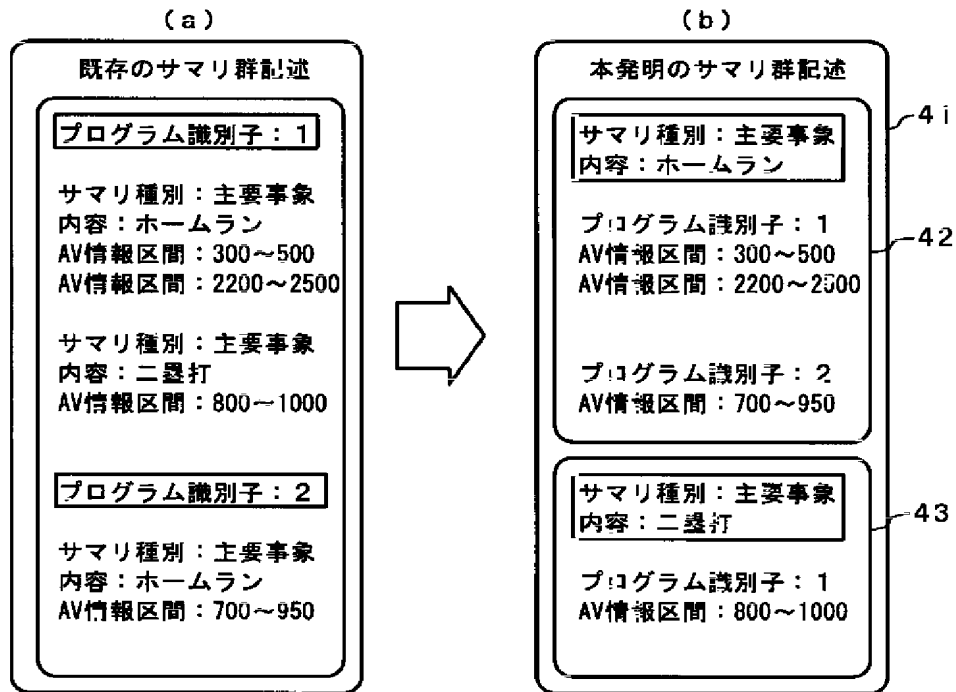 (a)
既存のサマリ群記述
プログラム識別子：1
サマリ種別：主要事象
内容：ホームラン
AV情報区間：300～500
AV情報区間：2200～2500
サマリ種別：主要事象
内容：二塁打
AV情報区間：800～1000
プログラム識別子：2
サマリ種別：主要事象
内容：ホームラン
AV情報区間：700～950
(b)
本発明のサマリ群記述
サマリ種別：主要事象
内容：ホームラン
プログラム識別子：1
AV情報区間：300～500
AV情報区間：2200～2500
プログラム識別子：2
AV情報区間：700～950
サマリ種別：主要事象
内容：二塁打
プログラム識別子：1
AV情報区間：800～1000
4i
42
43